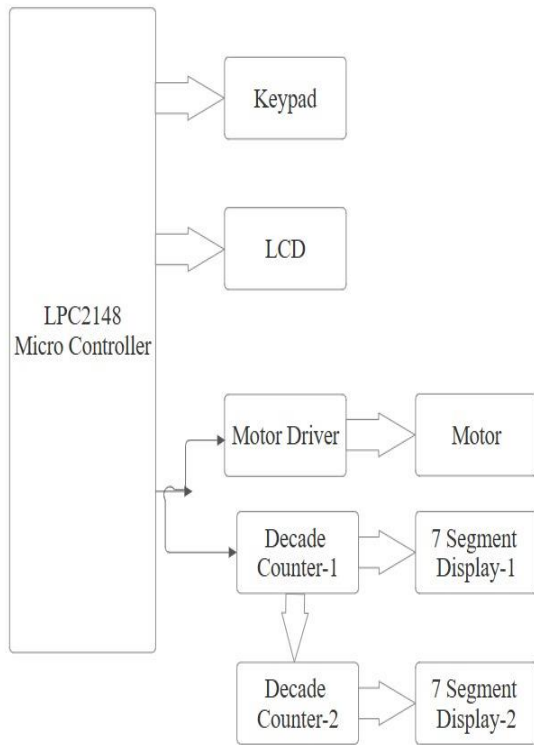 Keypad
LCD
LPC2148
Micro Controller
Motor Driver
Motor
Decade
Counter-1
7 Segment
Display-1
Decade
Counter-2
7 Segment
Display-2